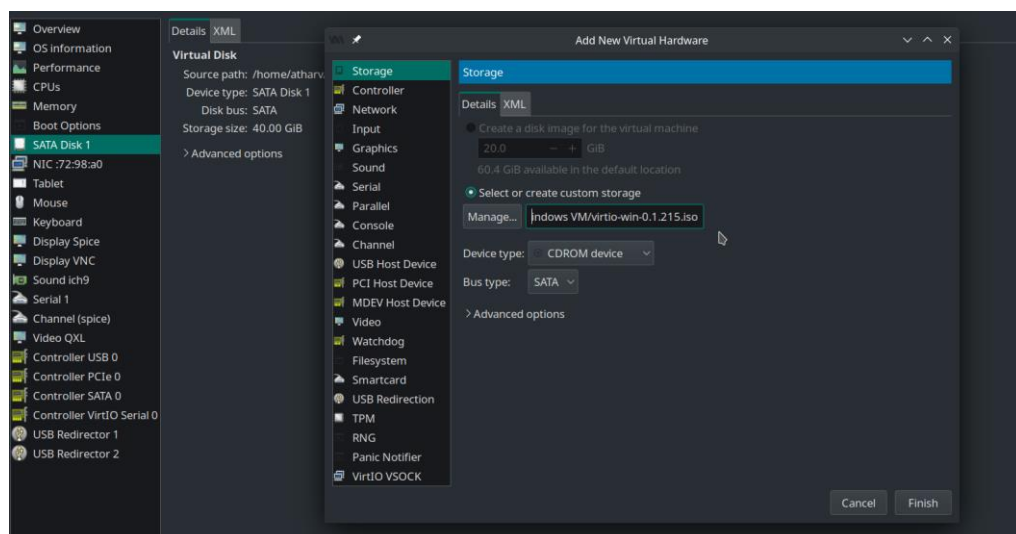 Overview
OS information
Performance
CPUs
Memory
Boot Options
SATA Disk 1
NIC :72:98:a0
Tablet
Mouse
Keyboard
Display Spice
Display VNC
Sound ich9
Serial 1
Channel (spice)
Video QXL
Controller USB 0
Controller PCIe 0
Controller SATA 0
Controller VirtIO Serial 0
USB Redirector 1
USB Redirector 2
Details XML
Virtual Disk
Source path: /home/atharv
Device type: SATA Disk 1
Disk bus: SATA
Storage size: 40.00 GiB
Advanced options
Add New Virtual Hardware
Storage
Controller
Network
Input
Graphics
Sound
Serial
Parallel
Console
Channel
USB Host Device
PCI Host Device
MDEV Host Device
Video
Watchdog
Filesystem
Smartcard
USB Redirection
TPM
RNG
Panic Notifier
VirtIO VSOCK
Storage
Details XML
Create a disk image for the virtual machine
20.0 − + GiB
60.4 GiB available in the default location
Select or create custom storage
Manage... indows VM/virtio-win-0.1.215.iso
Device type: CDROM device
Bus type: SATA
Advanced options
Cancel Finish